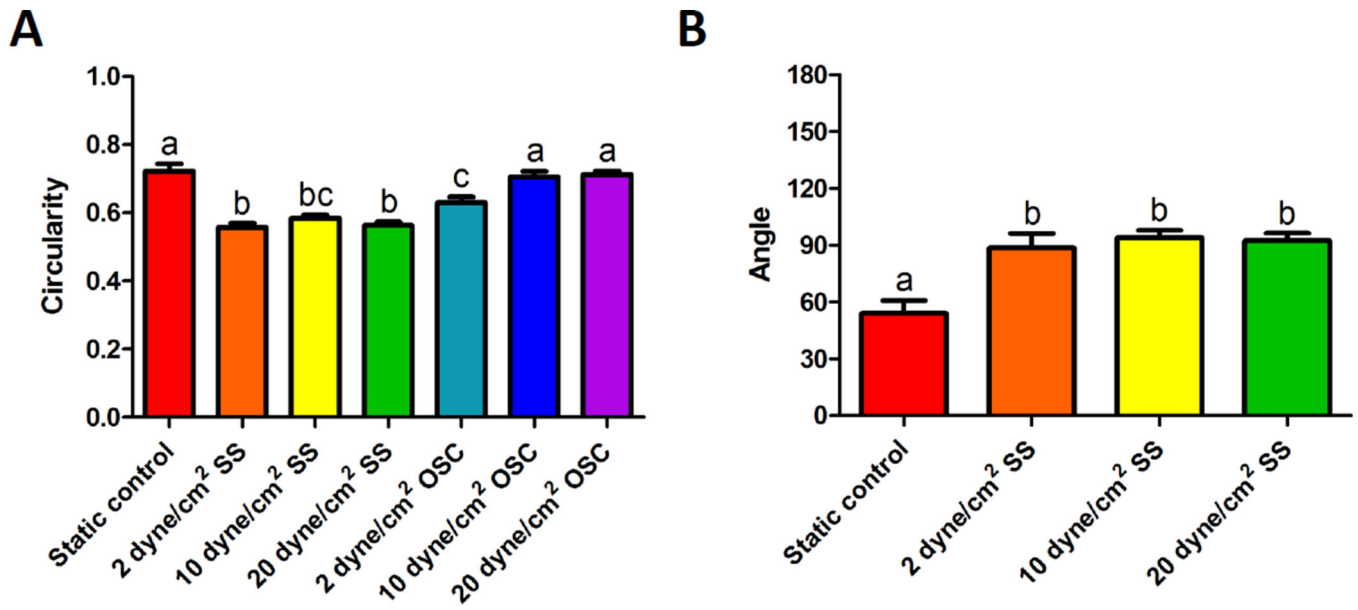 A
Circularity
1.0
0.8
0.6
0.4
0.2
0.0
a
b
bc
b
c
a
a
Static control
2 dyne/cm² SS
10 dyne/cm² SS
20 dyne/cm² SS
2 dyne/cm² OSC
10 dyne/cm² OSC
20 dyne/cm² OSC
B
Angle
180
150
120
90
60
30
0
a
b
b
b
Static control
2 dyne/cm² SS
10 dyne/cm² SS
20 dyne/cm² SS